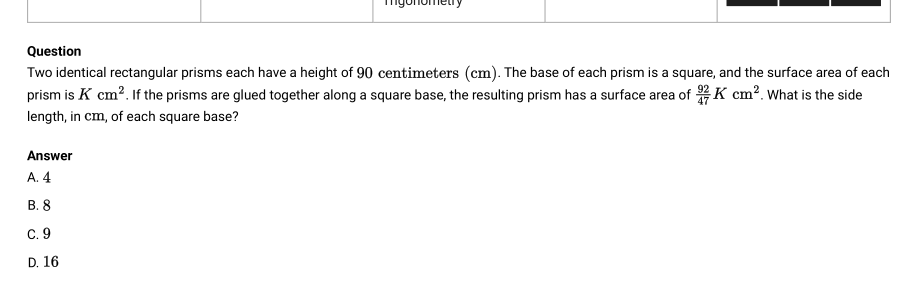 Trigonometry
Question
Two identical rectangular prisms each have a height of 90 centimeters (cm). The base of each prism is a square, and the surface area of each
prism is K cm². If the prisms are glued together along a square base, the resulting prism has a surface area of 92/47 K cm². What is the side
length, in cm, of each square base?
Answer
A. 4
B. 8
C. 9
D. 16